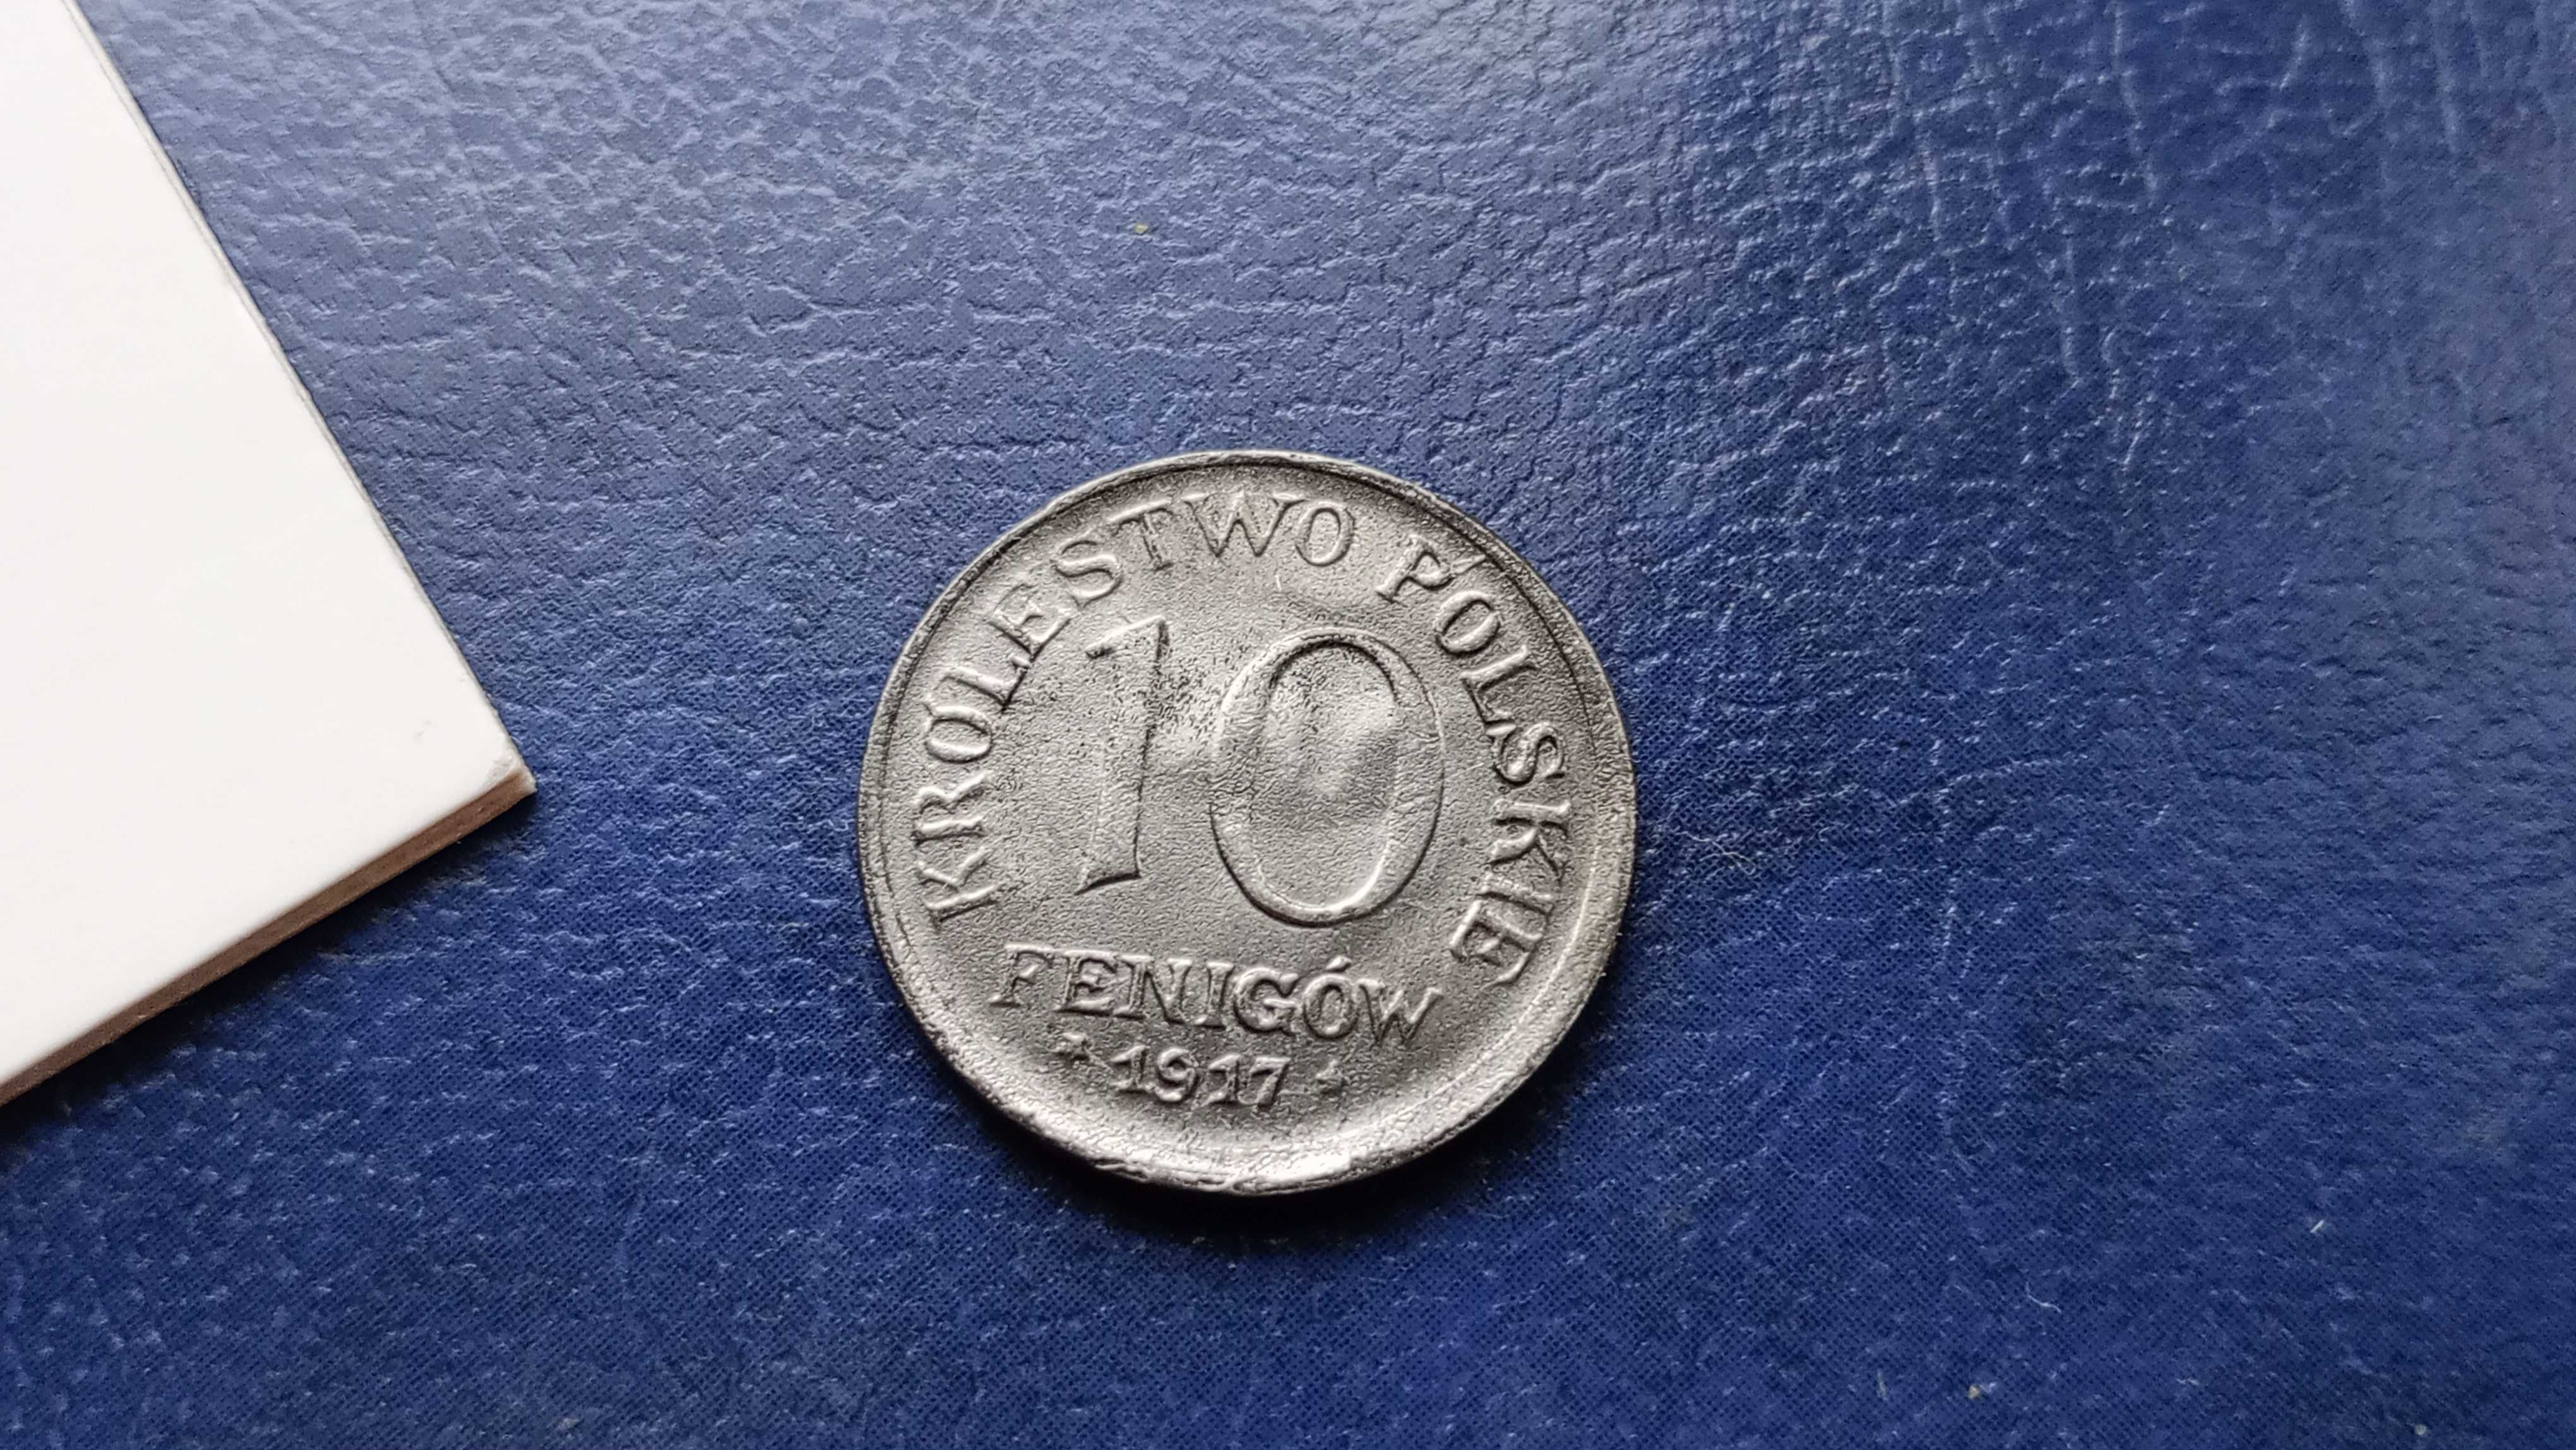 KRÓLESTWO POLSKIE
10
FENIGÓW
★1917★